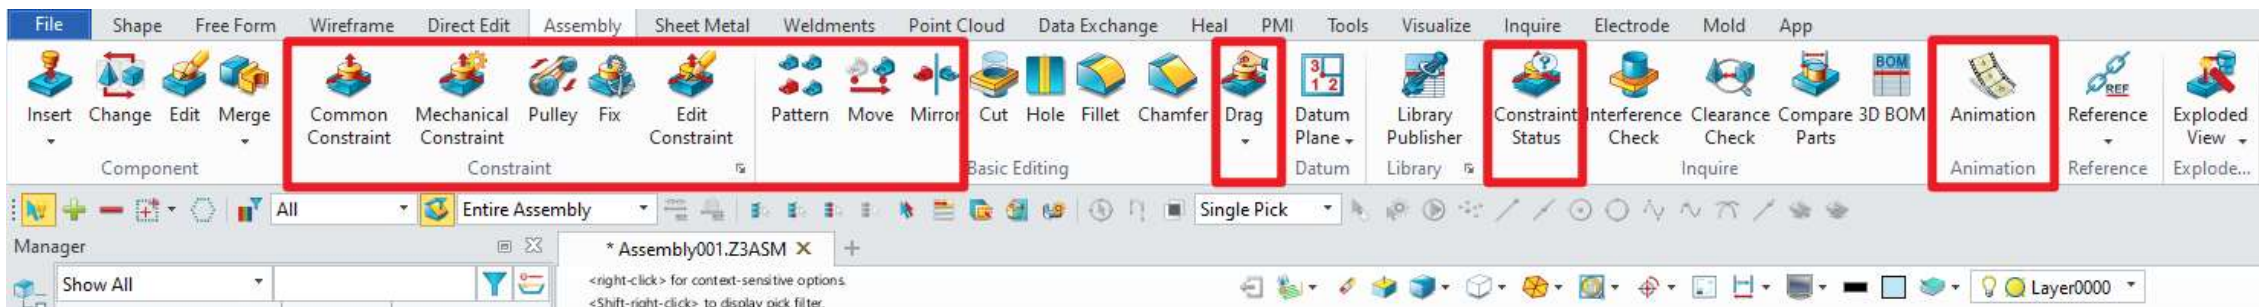 File Shape Free Form Wireframe Direct Edit Assembly Sheet Metal Weldments Point Cloud Data Exchange Heal PMI Tools Visualize Inquire Electrode Mold App
Insert Change Edit Merge Common Constraint Mechanical Constraint Pulley Fix Edit Constraint Pattern Move Mirror Cut Hole Fillet Chamfer Drag Datum Plane Library Publisher Constraint Status Interference Check Clearance Check Compare Parts 3D BOM Animation Reference Exploded View
3 1 2 BOM REF
Component Constraint Basic Editing Datum Library Inquire Animation Reference Explode...
All Entire Assembly Single Pick
Manager * Assembly001.Z3ASM
Show All <right-click> for context-sensitive options. Layer0000
<Shift-right-click> to display pick filter.